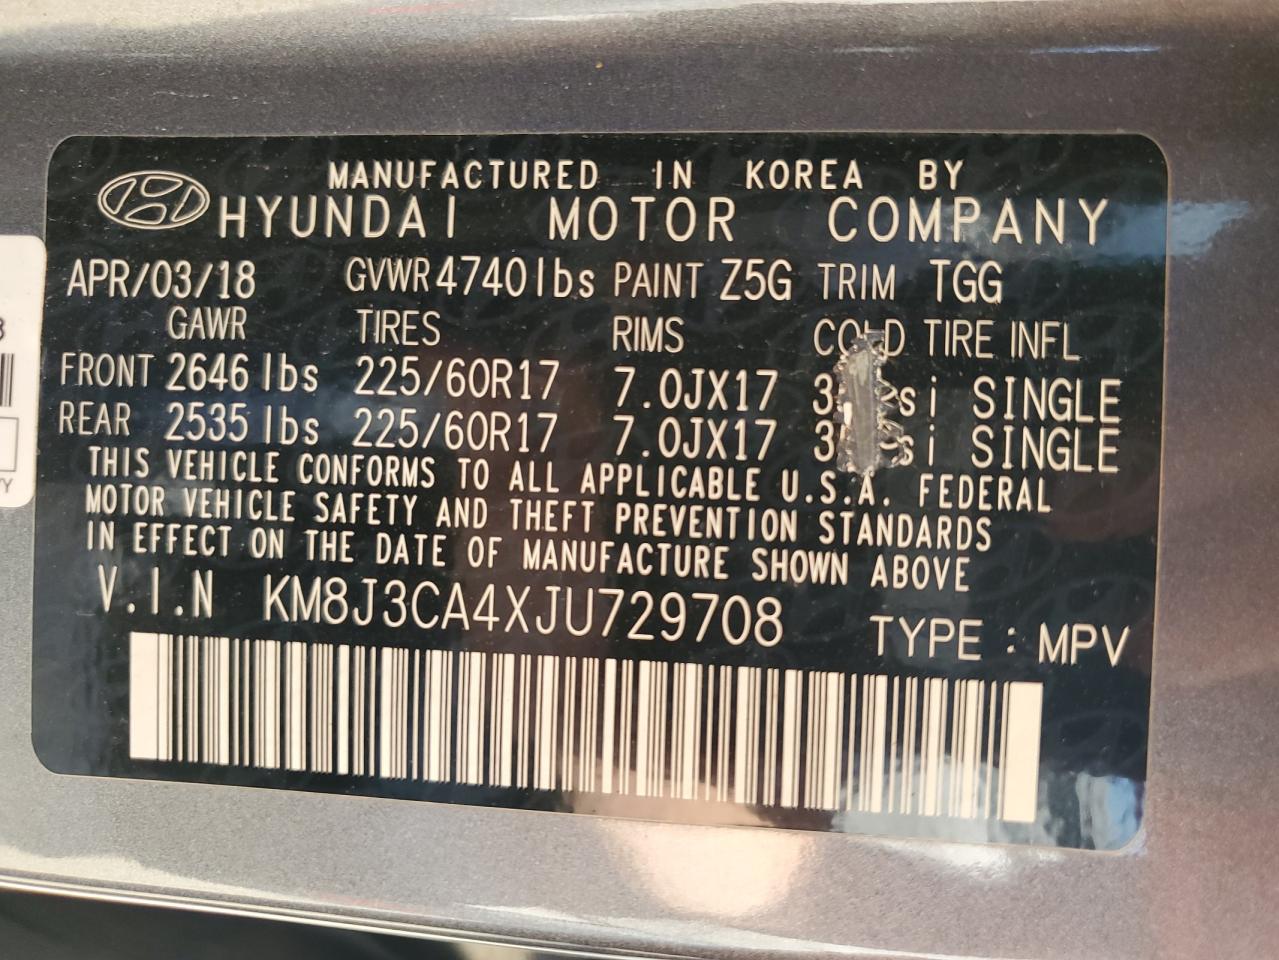 MANUFACTURED IN KOREA BY
HYUNDAI MOTOR COMPANY
APR/03/18 GVWR 4740 lbs PAINT Z5G TRIM TGG
GAWR TIRES RIMS COLD TIRE INFL
FRONT 2646 lbs 225/60R17 7.0JX17 SINGLE
REAR 2535 lbs 225/60R17 7.0JX17 SINGLE
THIS VEHICLE CONFORMS TO ALL APPLICABLE U.S.A. FEDERAL
MOTOR VEHICLE SAFETY AND THEFT PREVENTION STANDARDS
IN EFFECT ON THE DATE OF MANUFACTURE SHOWN ABOVE
V.I.N KM8J3CA4XJU729708 TYPE : MPV